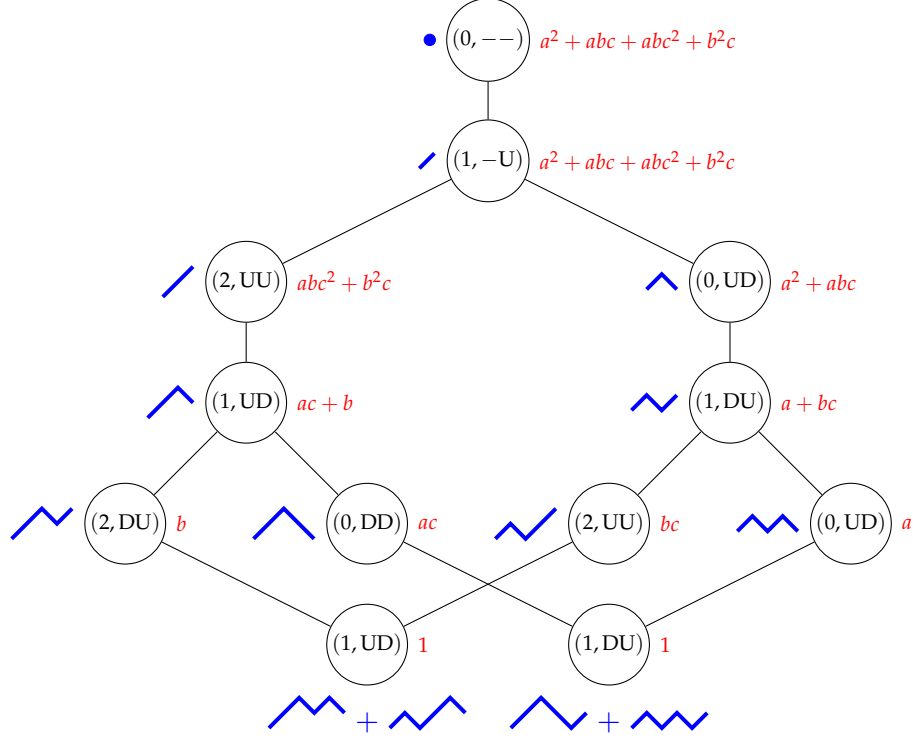 (0, −−) a² + abc + abc² + b²c
(1, −U) a² + abc + abc² + b²c
(2, UU) abc² + b²c (0, UD) a² + abc
(1, UD) ac + b (1, DU) a + bc
(2, DU) b (0, DD) ac (2, UU) bc (0, UD) a
(1, UD) 1 (1, DU) 1
+ +